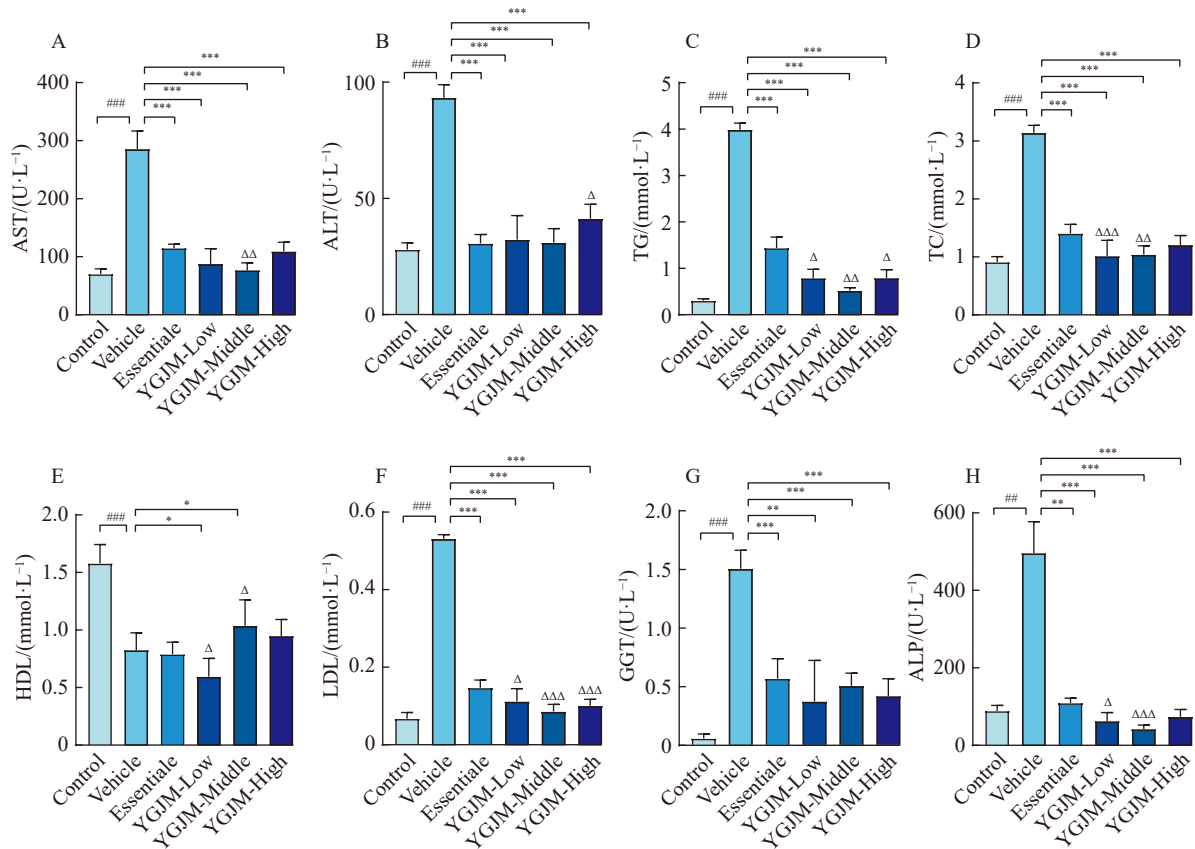 A
AST/(U·L⁻¹)
400
300
200
100
0
###
***
***
***
***
ΔΔ
Control
Vehicle
Essentiale
YGJM-Low
YGJM-Middle
YGJM-High
B
ALT/(U·L⁻¹)
100
50
0
###
***
***
***
***
Δ
Control
Vehicle
Essentiale
YGJM-Low
YGJM-Middle
YGJM-High
C
TG/(mmol·L⁻¹)
5
4
3
2
1
0
###
***
***
***
***
Δ
ΔΔ
Δ
Control
Vehicle
Essentiale
YGJM-Low
YGJM-Middle
YGJM-High
D
TC/(mmol·L⁻¹)
4
3
2
1
0
###
***
***
***
***
ΔΔΔ
ΔΔ
Control
Vehicle
Essentiale
YGJM-Low
YGJM-Middle
YGJM-High
E
HDL/(mmol·L⁻¹)
2.0
1.5
1.0
0.5
0
###
*
*
Δ
Δ
Control
Vehicle
Essentiale
YGJM-Low
YGJM-Middle
YGJM-High
F
LDL/(mmol·L⁻¹)
0.6
0.4
0.2
0
###
***
***
***
***
Δ
ΔΔΔ
ΔΔΔ
Control
Vehicle
Essentiale
YGJM-Low
YGJM-Middle
YGJM-High
G
GGT/(U·L⁻¹)
2.0
1.5
1.0
0.5
0
###
***
***
**
***
Control
Vehicle
Essentiale
YGJM-Low
YGJM-Middle
YGJM-High
H
ALP/(U·L⁻¹)
600
400
200
0
##
***
***
***
**
Δ
ΔΔΔ
Control
Vehicle
Essentiale
YGJM-Low
YGJM-Middle
YGJM-High